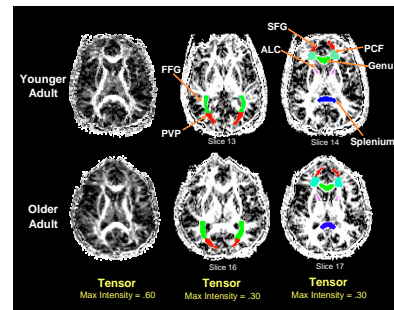 SFG
ALC
PCF
Genu
FFG
Younger
Adult
PVP
Splenium
Slice 13
Slice 14
Older
Adult
Slice 16
Slice 17
Tensor
Max Intensity = .60
Tensor
Max Intensity = .30
Tensor
Max Intensity = .30